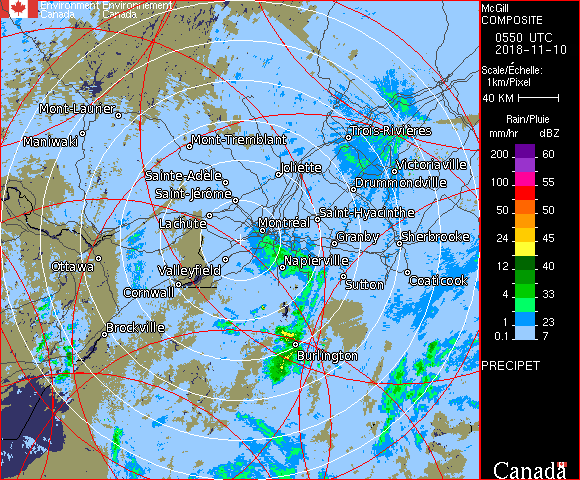 Environment Environnement
Canada Canada
McGill
COMPOSITE
0550 UTC
2018-11-10
Scale/Échelle:
1km/Pixel
40 KM
Rain/Pluie
mm/hr dBZ
200 60
100 55
50 50
24 45
12 40
8 33
4 30
1 23
0.1 7
PRECIPET
Canada
Mont-Laurier
Maniwaki
Mont-Tremblant
Trois-Rivières
Joliette
Victoriaville
Sainte-Adèle
Drummondville
Saint-Jérôme
Saint-Hyacinthe
Lachute
Montréal
Granby
Sherbrooke
Ottawa
Valleyfield
Napierville
Sutton
Coaticook
Cornwall
Brockville
Burlington